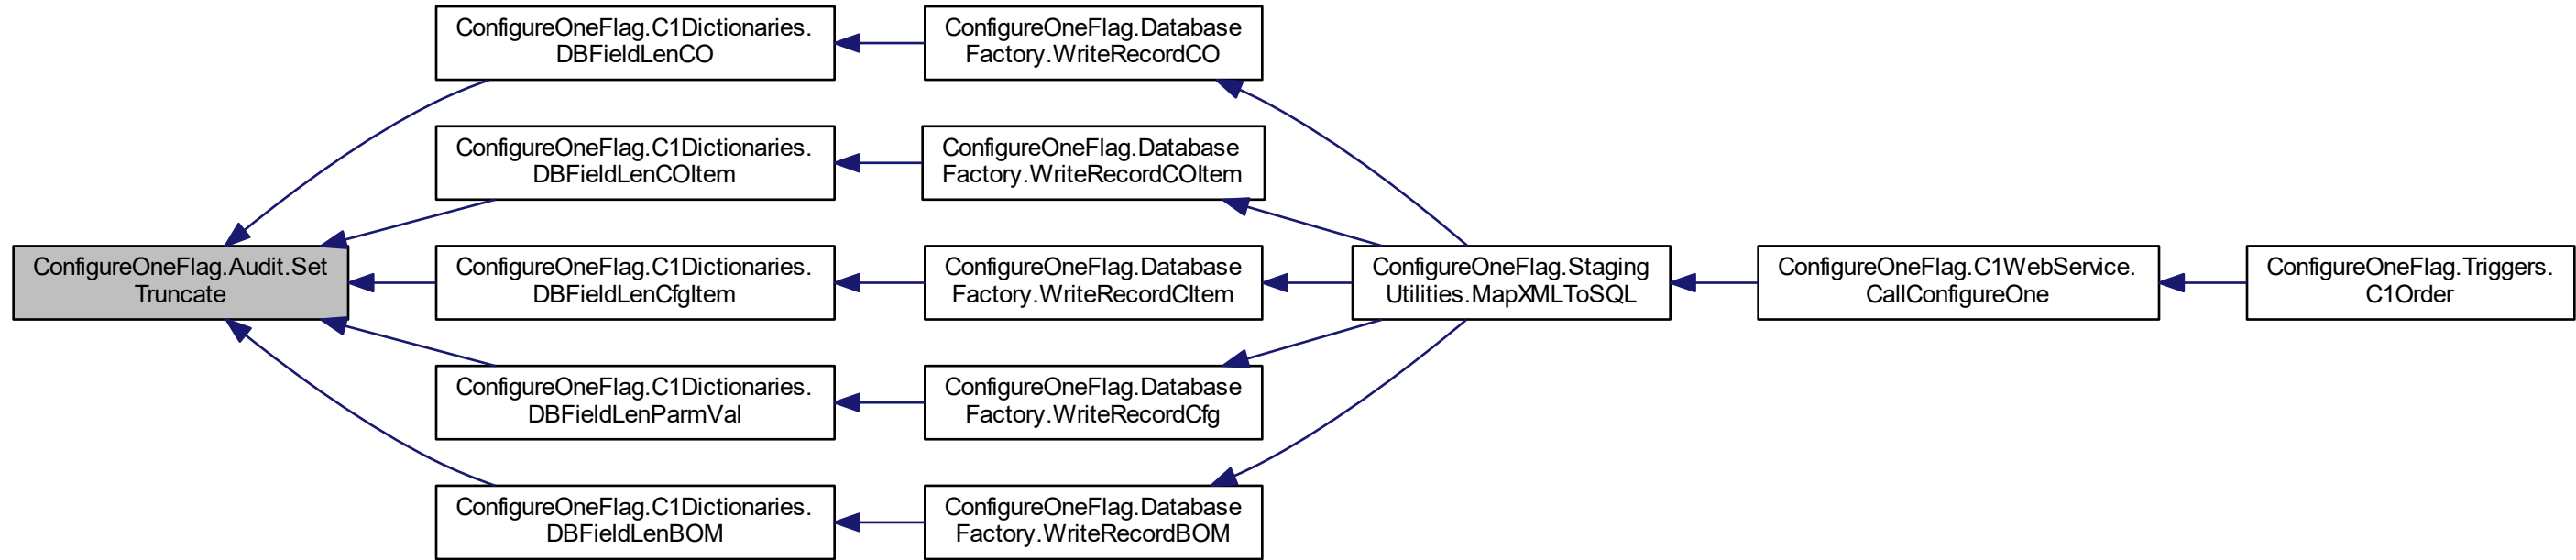 ConfigureOneFlag.C1Dictionaries.
DBFieldLenCO
ConfigureOneFlag.Database
Factory.WriteRecordCO
ConfigureOneFlag.C1Dictionaries.
DBFieldLenCOItem
ConfigureOneFlag.Database
Factory.WriteRecordCOItem
ConfigureOneFlag.Audit.Set
Truncate
ConfigureOneFlag.C1Dictionaries.
DBFieldLenCfgItem
ConfigureOneFlag.Database
Factory.WriteRecordCItem
ConfigureOneFlag.Staging
Utilities.MapXMLToSQL
ConfigureOneFlag.C1WebService.
CallConfigureOne
ConfigureOneFlag.Triggers.
C1Order
ConfigureOneFlag.C1Dictionaries.
DBFieldLenParmVal
ConfigureOneFlag.Database
Factory.WriteRecordCfg
ConfigureOneFlag.C1Dictionaries.
DBFieldLenBOM
ConfigureOneFlag.Database
Factory.WriteRecordBOM